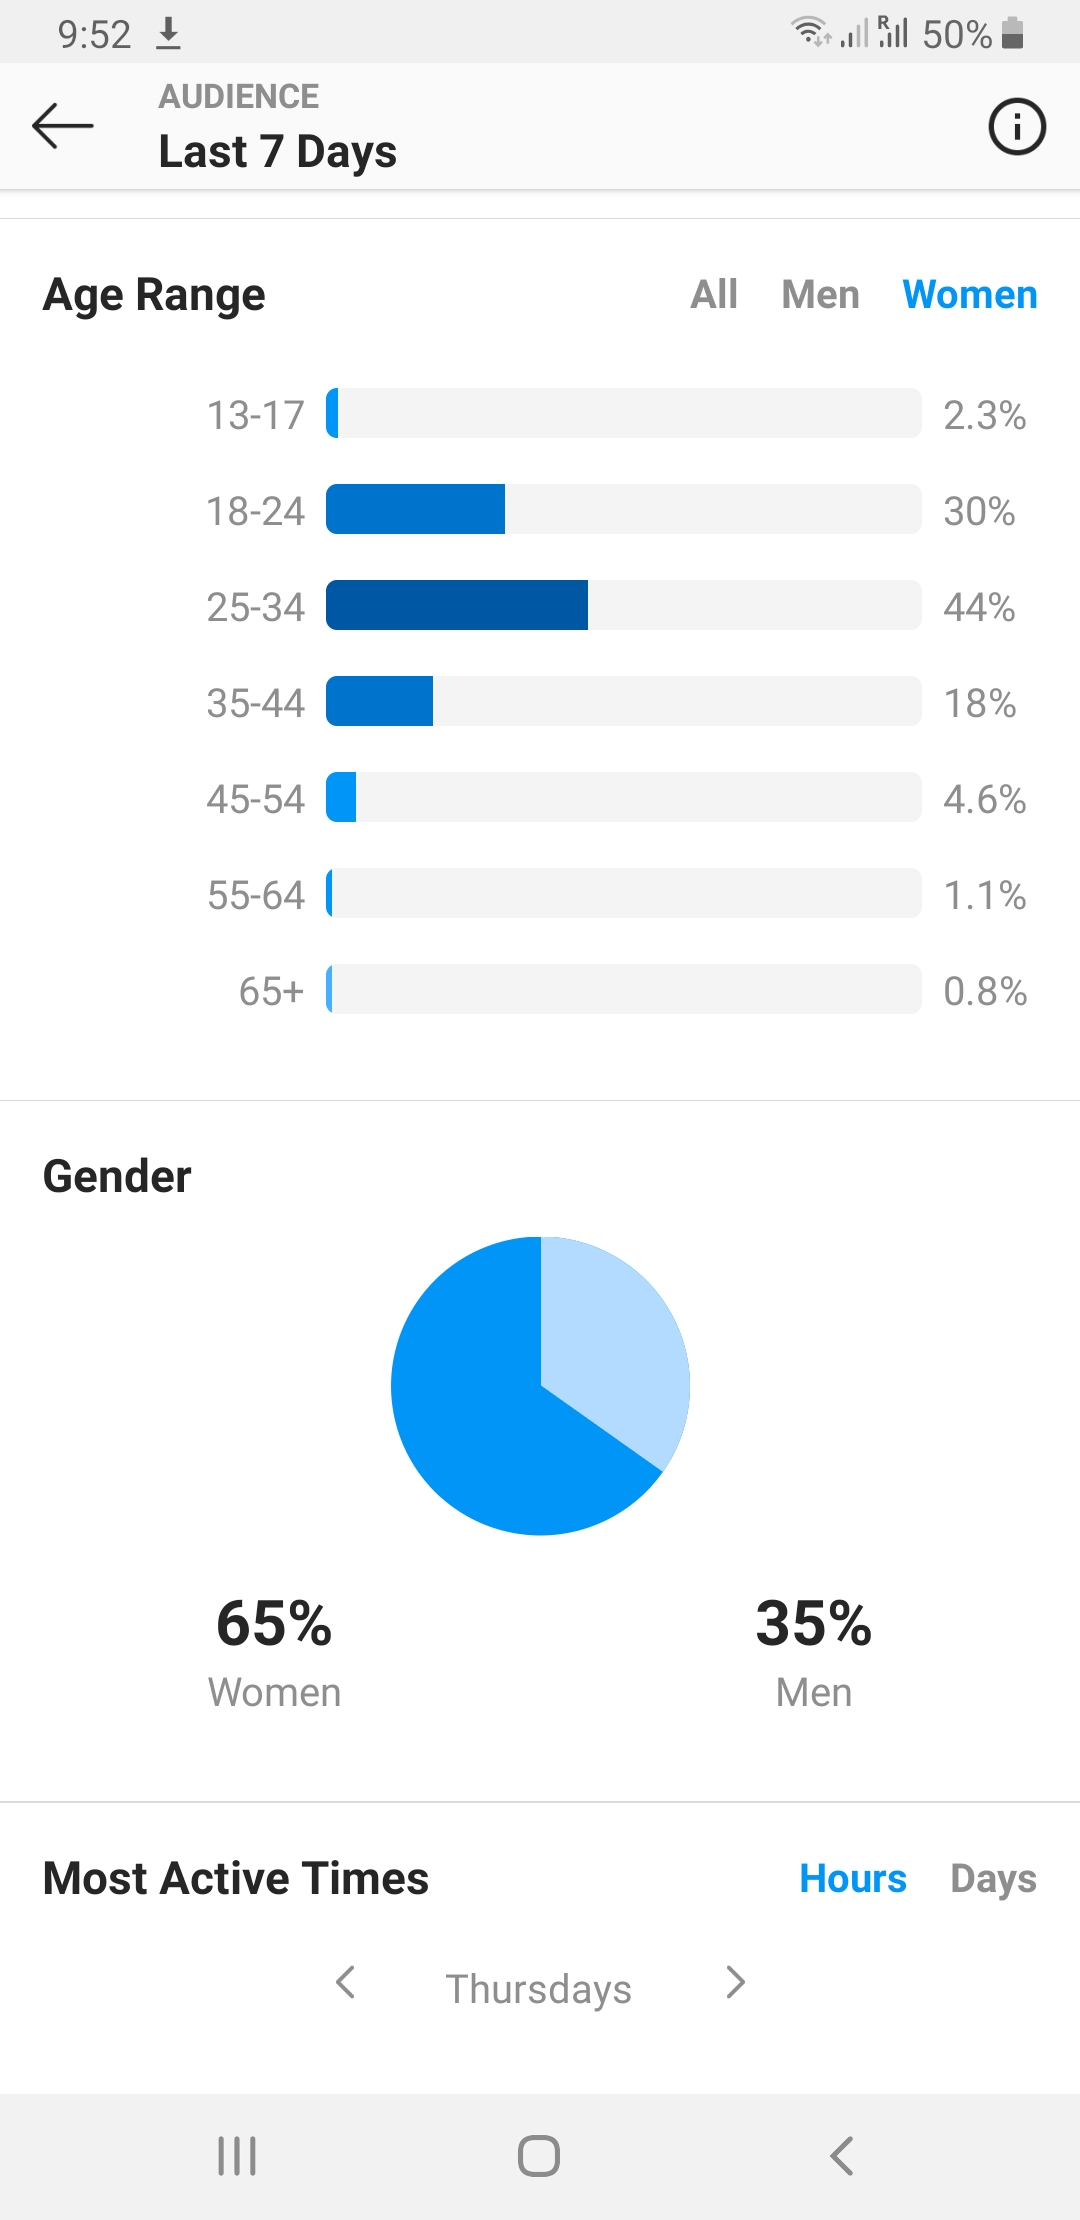 9:52
R
50%
AUDIENCE
Last 7 Days
Age Range
All Men Women
13-17 2.3%
18-24 30%
25-34 44%
35-44 18%
45-54 4.6%
55-64 1.1%
65+ 0.8%
Gender
65% 35%
Women Men
Most Active Times
Hours Days
Thursdays